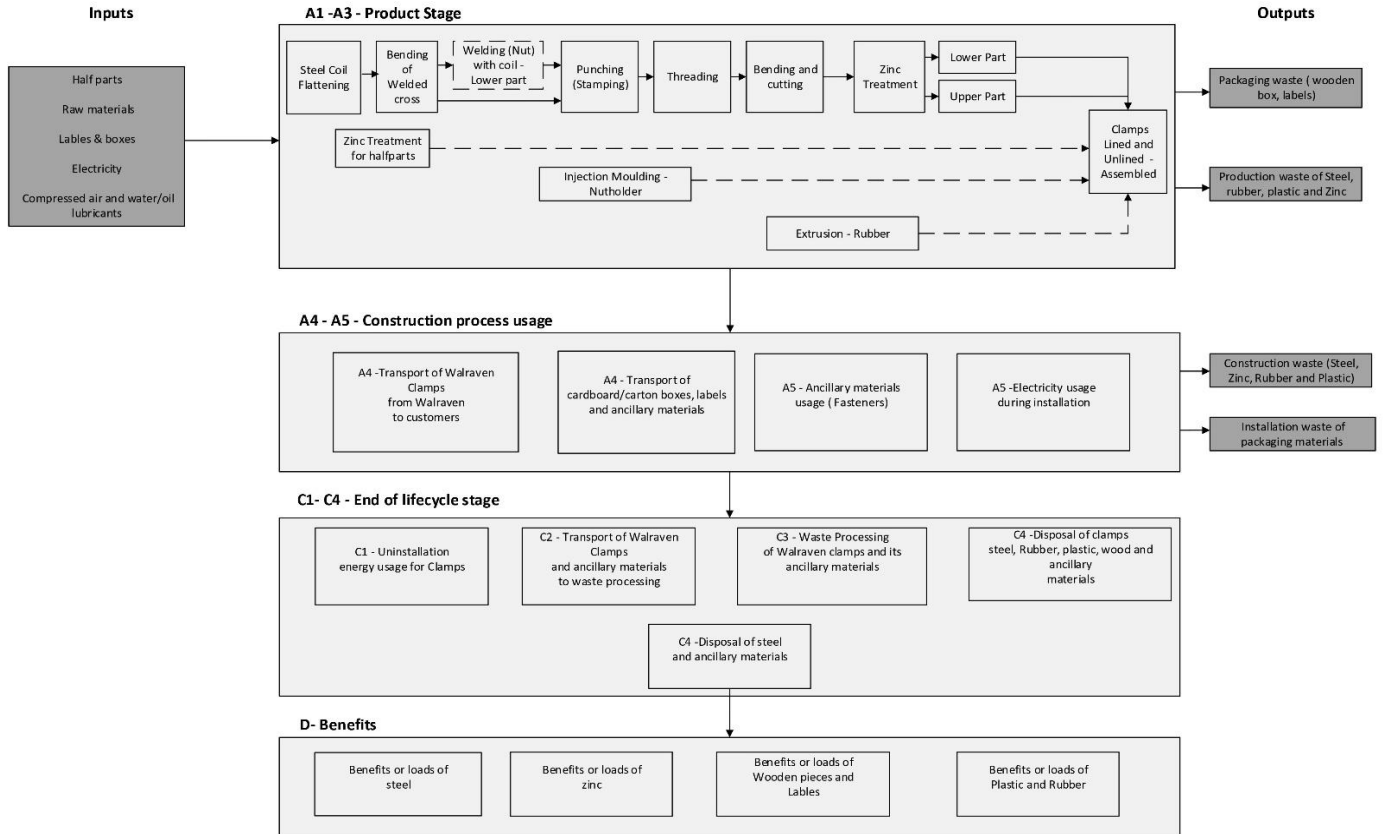 Inputs
A1 -A3 - Product Stage
Outputs
Half parts
Raw materials
Lables & boxes
Electricity
Compressed air and water/oil
lubricants
Steel Coil
Flattening
Bending
of
Welded
cross
Welding (Nut)
with coil -
Lower part
Punching
(Stamping)
Threading
Bending and
cutting
Zinc
Treatment
Lower Part
Upper Part
Clamps
Lined and
Unlined -
Assembled
Zinc Treatment
for halfparts
Injection Moulding -
Nutholder
Extrusion - Rubber
Packaging waste ( wooden
box, labels)
Production waste of Steel,
rubber, plastic and Zinc
A4 - A5 - Construction process usage
A4 -Transport of Walraven
Clamps
from Walraven
to customers
A4 - Transport of
cardboard/carton boxes, labels
and ancillary materials
A5 - Ancillary materials
usage ( Fasteners)
A5 -Electricity usage
during installation
Construction waste (Steel,
Zinc, Rubber and Plastic)
Installation waste of
packaging materials
C1- C4 - End of lifecycle stage
C1 - Uninstallation
energy usage for Clamps
C2 - Transport of Walraven
Clamps
and ancillary materials
to waste processing
C3 - Waste Processing
of Walraven clamps and its
ancillary materials
C4 -Disposal of clamps
steel, Rubber, plastic, wood and
ancillary
materials
C4 -Disposal of steel
and ancillary materials
D- Benefits
Benefits or loads of
steel
Benefits or loads of
zinc
Benefits or loads of
Wooden pieces and
Lables
Benefits or loads of
Plastic and Rubber